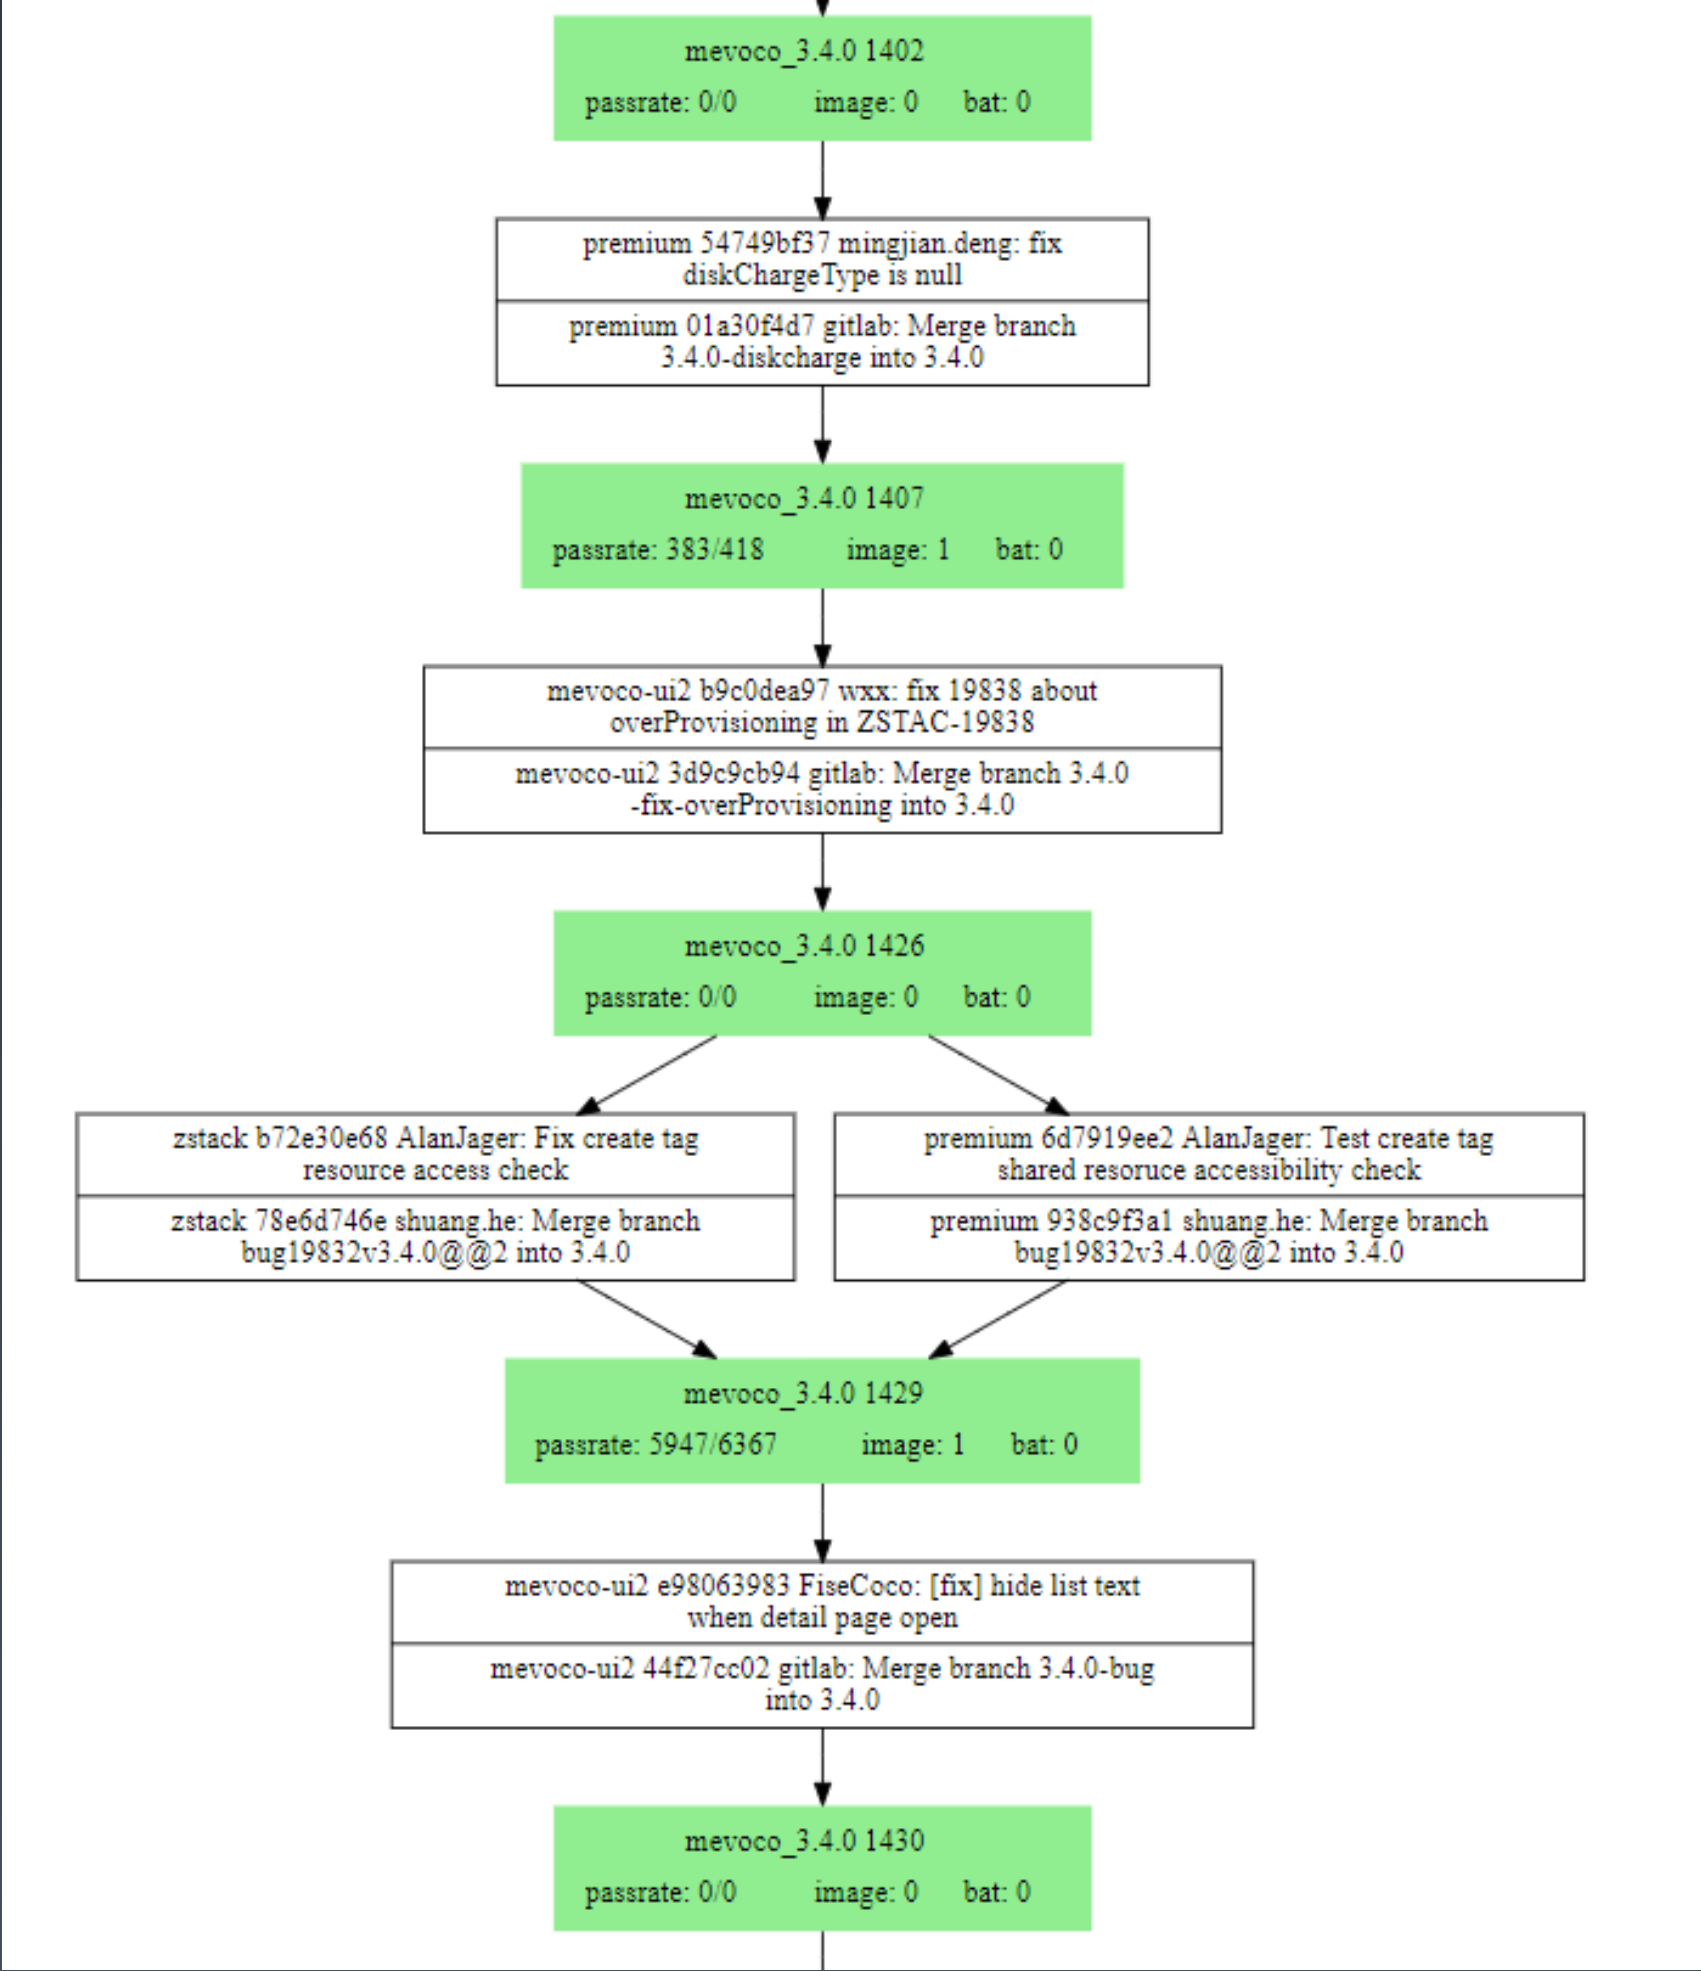 mevoco_3.4.0 1402
passrate: 0/0 image: 0 bat: 0
premium 54749bf37 mingjian.deng: fix
diskChargeType is null
premium 01a30f4d7 gitlab: Merge branch
3.4.0-diskcharge into 3.4.0
mevoco_3.4.0 1407
passrate: 383/418 image: 1 bat: 0
mevoco-ui2 b9c0dea97 wxx: fix 19838 about
overProvisioning in ZSTAC-19838
mevoco-ui2 3d9c9cb94 gitlab: Merge branch 3.4.0
-fix-overProvisioning into 3.4.0
mevoco_3.4.0 1426
passrate: 0/0 image: 0 bat: 0
zstack b72e30e68 AlanJager: Fix create tag
resource access check
zstack 78e6d746e shuang.he: Merge branch
bug19832v3.4.0@@2 into 3.4.0
premium 6d7919ee2 AlanJager: Test create tag
shared resoruce accessibility check
premium 938c9f3a1 shuang.he: Merge branch
bug19832v3.4.0@@2 into 3.4.0
mevoco_3.4.0 1429
passrate: 5947/6367 image: 1 bat: 0
mevoco-ui2 e98063983 FiseCoco: [fix] hide list text
when detail page open
mevoco-ui2 44f27cc02 gitlab: Merge branch 3.4.0-bug
into 3.4.0
mevoco_3.4.0 1430
passrate: 0/0 image: 0 bat: 0